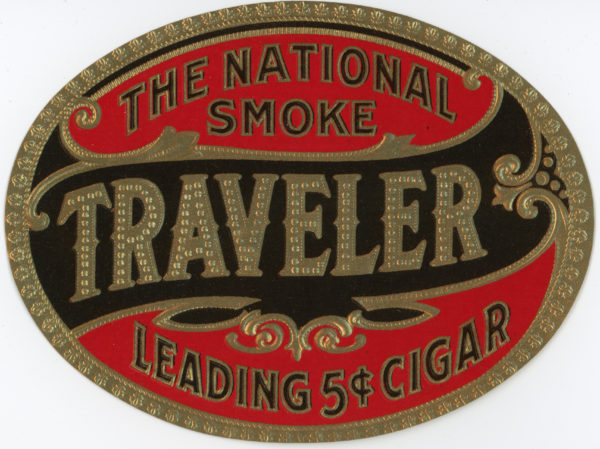 THE NATIONAL
SMOKE
TRAVELER
LEADING 5¢ CIGAR